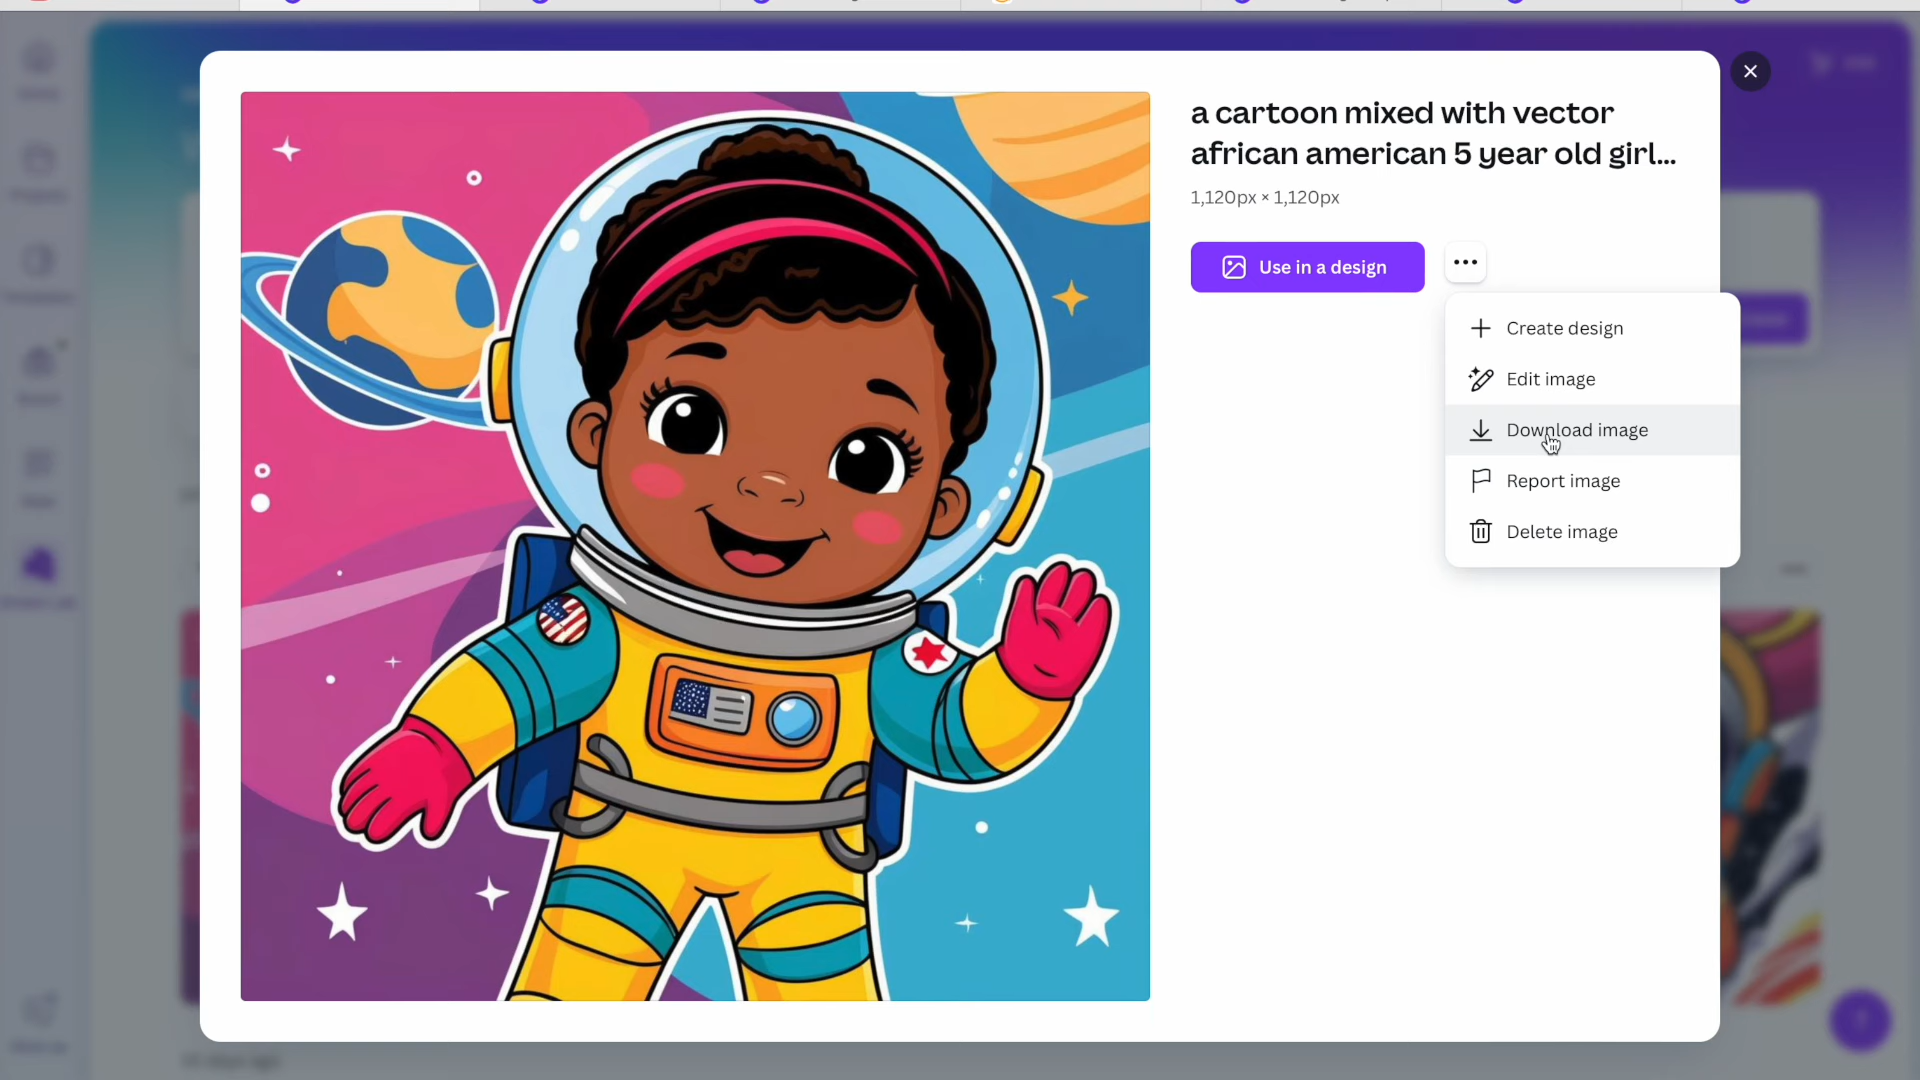 a cartoon mixed with vector
african american 5 year old girl...
1,120px × 1,120px
Use in a design
Create design
Edit image
Download image
Report image
Delete image